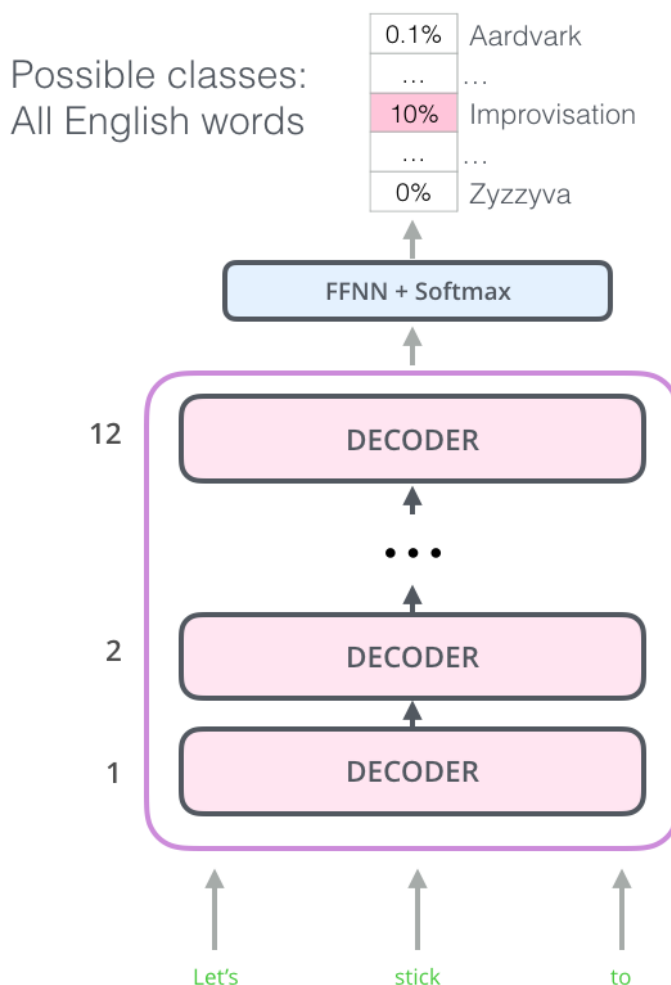 0.1% Aardvark
Possible classes:
... ...
All English words
10% Improvisation
... ...
0% Zyzzyva
FFNN + Softmax
12 DECODER
...
2 DECODER
1 DECODER
Let's stick to